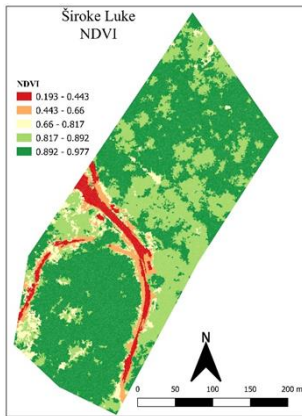 Široke Luke
NDVI
NDVI
0.193 - 0.443
0.443 - 0.66
0.66 - 0.817
0.817 - 0.892
0.892 - 0.977
N
0 50 100 150 200 m